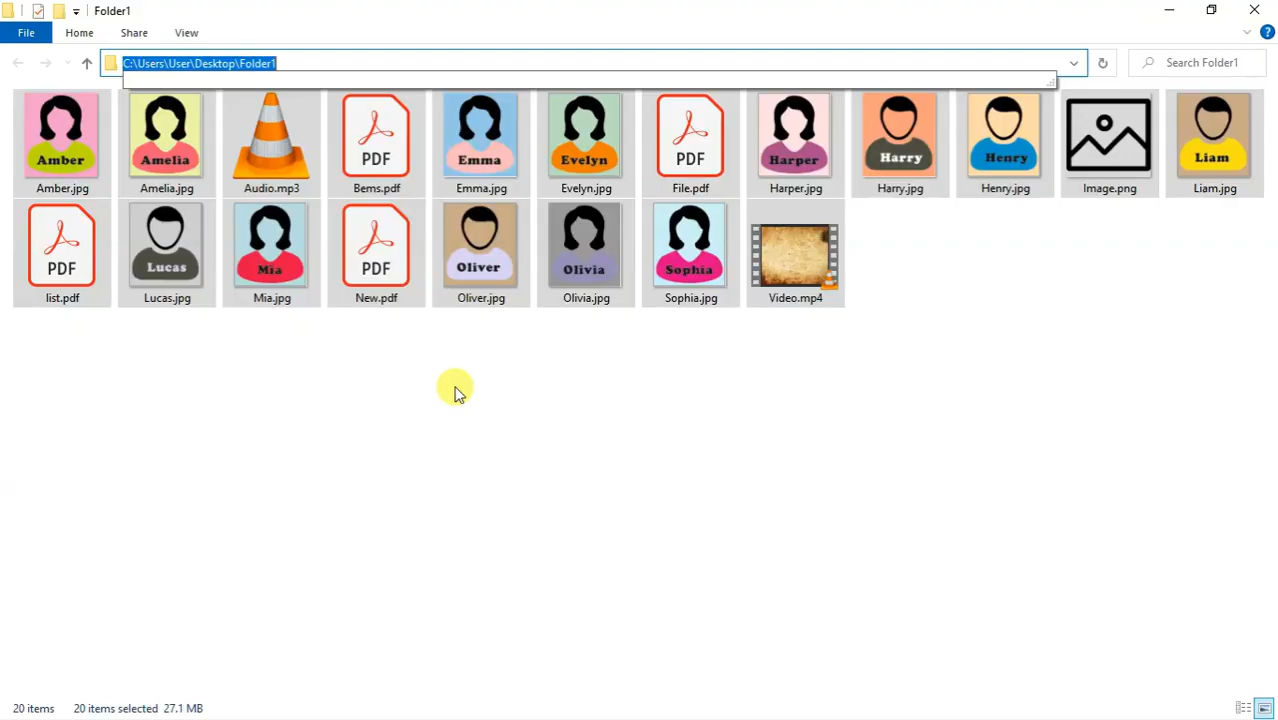 Folder1
File Home Share View
C:\Users\User\Desktop\Folder1
Search Folder1
Amber Amelia PDF Emma Evelyn PDF Harper Harry Henry Liam
Amber.jpg Amelia.jpg Audio.mp3 Bems.pdf Emma.jpg Evelyn.jpg File.pdf Harper.jpg Harry.jpg Henry.jpg Image.png Liam.jpg
PDF Lucas Mia PDF Oliver Olivia Sophia
list.pdf Lucas.jpg Mia.jpg New.pdf Oliver.jpg Olivia.jpg Sophia.jpg Video.mp4
20 items 20 items selected 27.1 MB